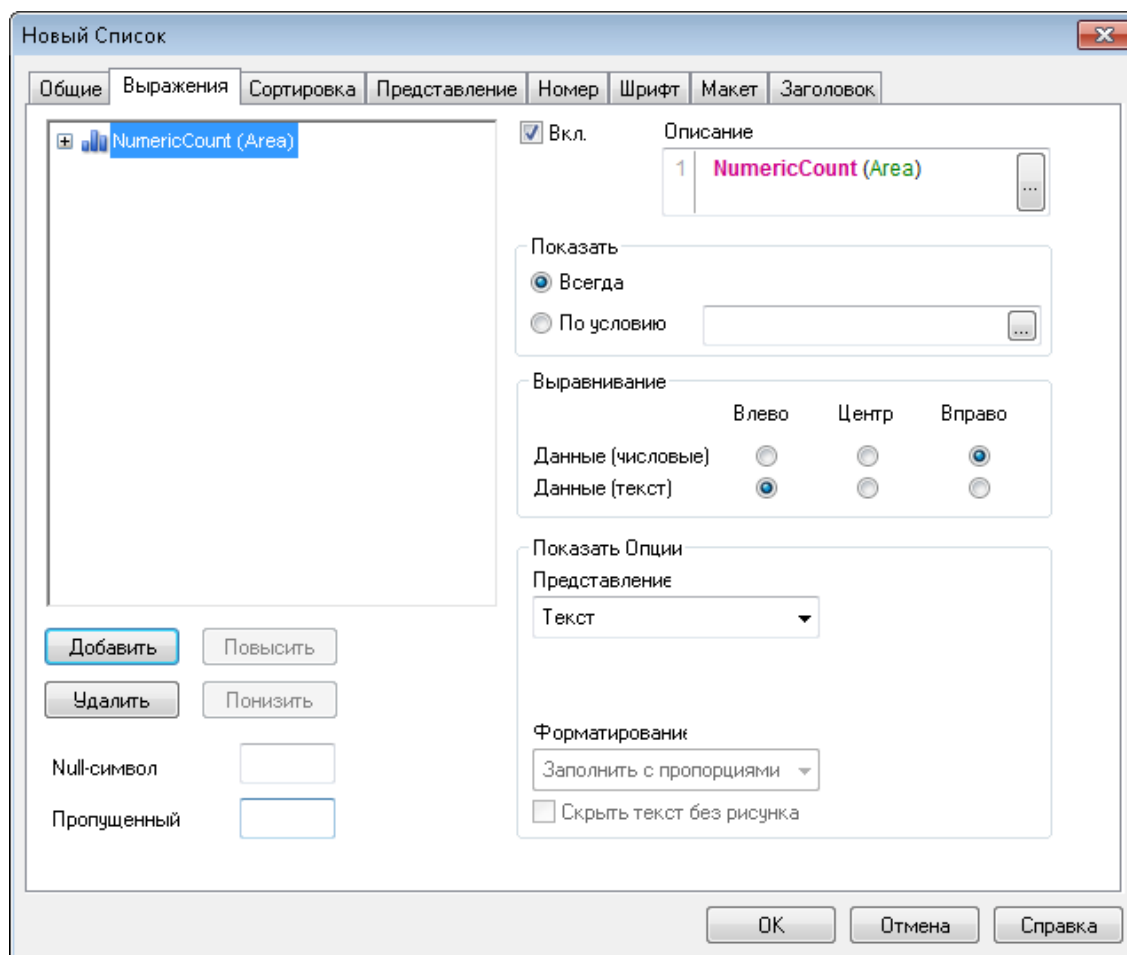 Новый Список
Общие Выражения Сортировка Представление Номер Шрифт Макет Заголовок
NumericCount (Area)
Вкл.
Описание
1 NumericCount (Area)
...
Показать
Всегда
По условию
...
Выравнивание
Влево Центр Вправо
Данные (числовые)
Данные (текст)
Показать Опции
Представление
Текст
Добавить Повысить
Удалить Понизить
Null-символ
Пропущенный
Форматирование
Заполнить с пропорциями
Скрыть текст без рисунка
OK Отмена Справка